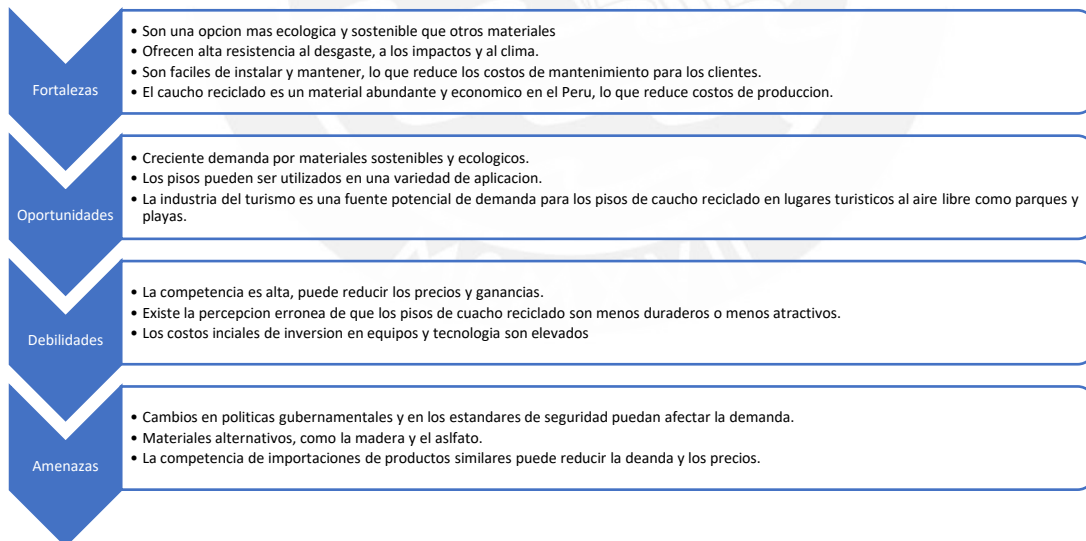 Fortalezas
• Son una opcion mas ecologica y sostenible que otros materiales
• Ofrecen alta resistencia al desgaste, a los impactos y al clima.
• Son faciles de instalar y mantener, lo que reduce los costos de mantenimiento para los clientes.
• El caucho reciclado es un material abundante y economico en el Peru, lo que reduce costos de produccion.
Oportunidades
• Creciente demanda por materiales sostenibles y ecologicos.
• Los pisos pueden ser utilizados en una variedad de aplicacion.
• La industria del turismo es una fuente potencial de demanda para los pisos de caucho reciclado en lugares turisticos al aire libre como parques y
playas.
Debilidades
• La competencia es alta, puede reducir los precios y ganancias.
• Existe la percepcion erronea de que los pisos de cuacho reciclado son menos duraderos o menos atractivos.
• Los costos inciales de inversion en equipos y tecnologia son elevados
Amenazas
• Cambios en politicas gubernamentales y en los estandares de seguridad puedan afectar la demanda.
• Materiales alternativos, como la madera y el aslfato.
• La competencia de importaciones de productos similares puede reducir la deanda y los precios.